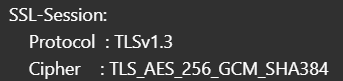 SSL-Session:
Protocol : TLSv1.3
Cipher : TLS_AES_256_GCM_SHA384